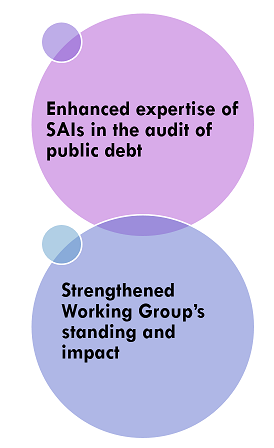 Enhanced expertise of
SAIs in the audit of
public debt
Strengthened
Working Group's
standing and
impact